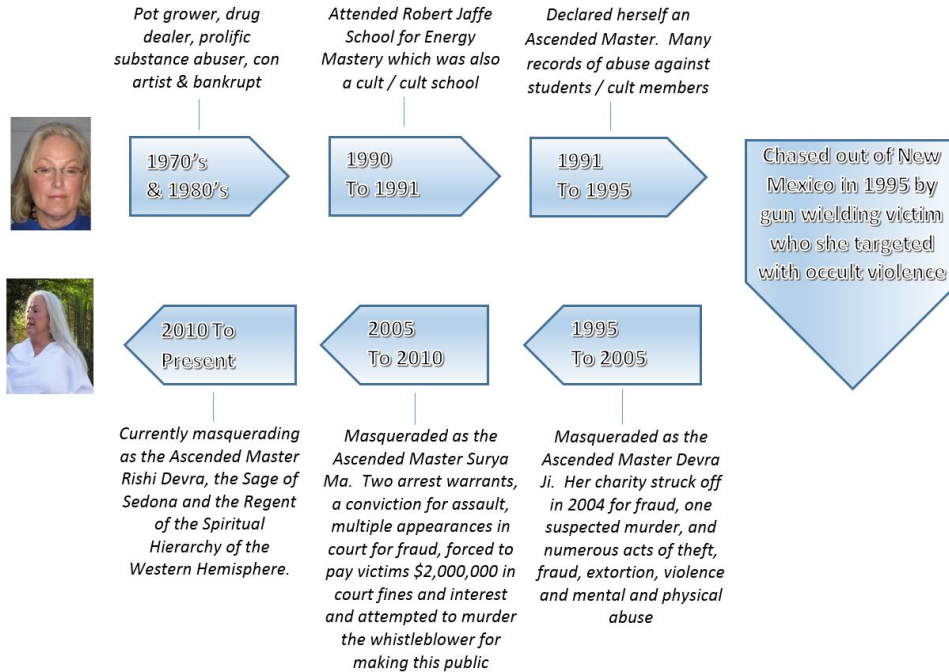 Pot grower, drug
dealer, prolific
substance abuser, con
artist & bankrupt
Attended Robert Jaffe
School for Energy
Mastery which was also
a cult / cult school
Declared herself an
Ascended Master.  Many
records of abuse against
students / cult members
1970's
& 1980's
1990
To 1991
1991
To 1995
Chased out of New
Mexico in 1995 by
gun wielding victim
who she targeted
with occult violence
1995
To 2005
2005
To 2010
2010 To
Present
Masqueraded as the
Ascended Master Devra
Ji.  Her charity struck off
in 2004 for fraud, one
suspected murder, and
numerous acts of theft,
fraud, extortion, violence
and mental and physical
abuse
Masqueraded as the
Ascended Master Surya
Ma.  Two arrest warrants,
a conviction for assault,
multiple appearances in
court for fraud, forced to
pay victims $2,000,000 in
court fines and interest
and attempted to murder
the whistleblower for
making this public
Currently masquerading
as the Ascended Master
Rishi Devra, the Sage of
Sedona and the Regent
of the Spiritual
Hierarchy of the
Western Hemisphere.